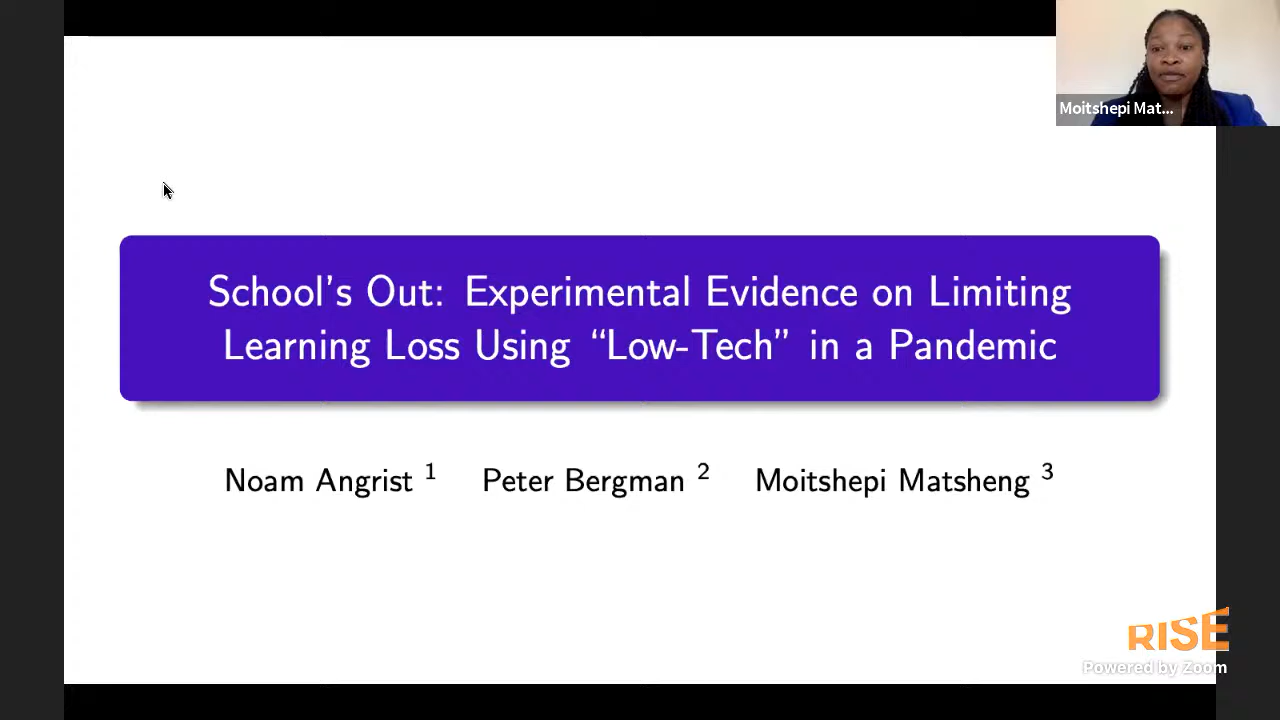 Moitshepi Mat...
School's Out: Experimental Evidence on Limiting
Learning Loss Using “Low-Tech” in a Pandemic
Noam Angrist 1 Peter Bergman 2 Moitshepi Matsheng 3
RISE
Powered by Zoom